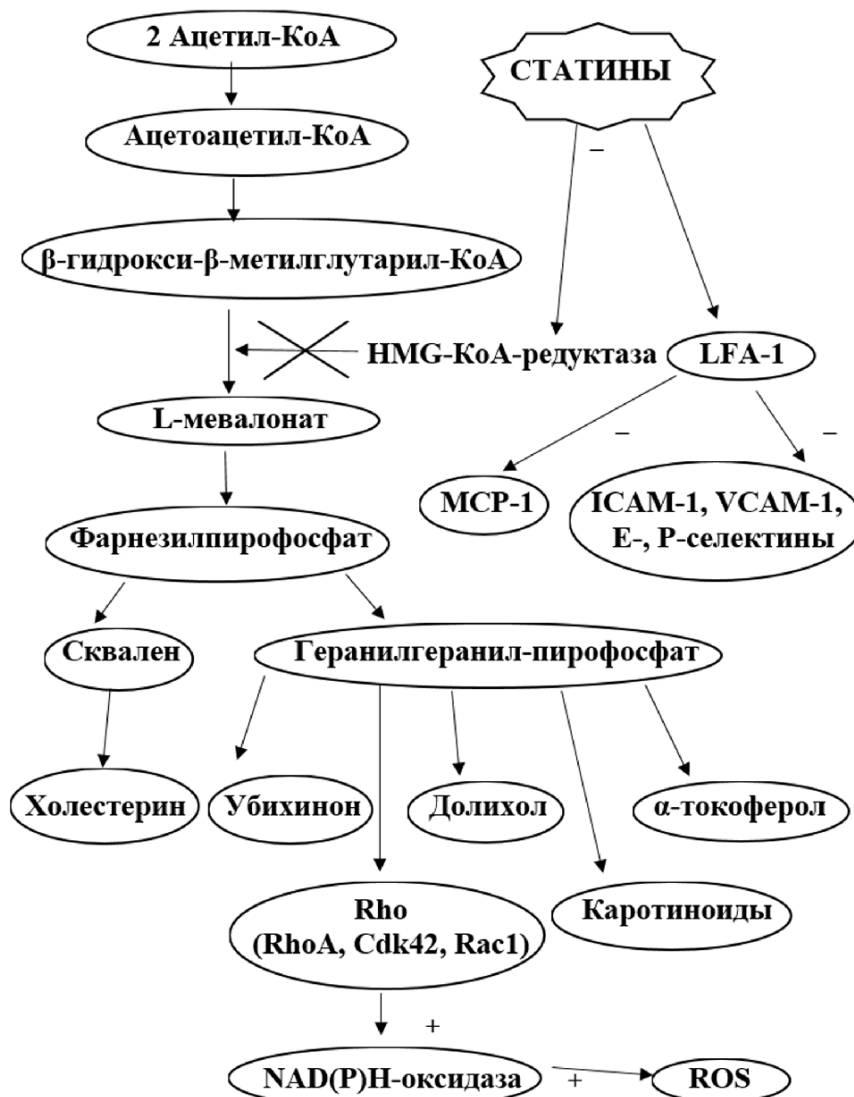 2 Ацетил-КоА
СТАТИНЫ
Ацетоацетил-КоА
–
β-гидрокси-β-метилглутарил-КоА
HMG-КоА-редуктаза
LFA-1
L-мевалонат
–
–
MCP-1
ICAM-1, VCAM-1,
E-, P-селектины
Фарнезилпирофосфат
Сквален
Геранилгеранил-пирофосфат
Холестерин
Убихинон
Долихол
α-токоферол
Rho
(RhoA, Cdk42, Rac1)
Каротиноиды
+
NAD(P)H-оксидаза
+
ROS